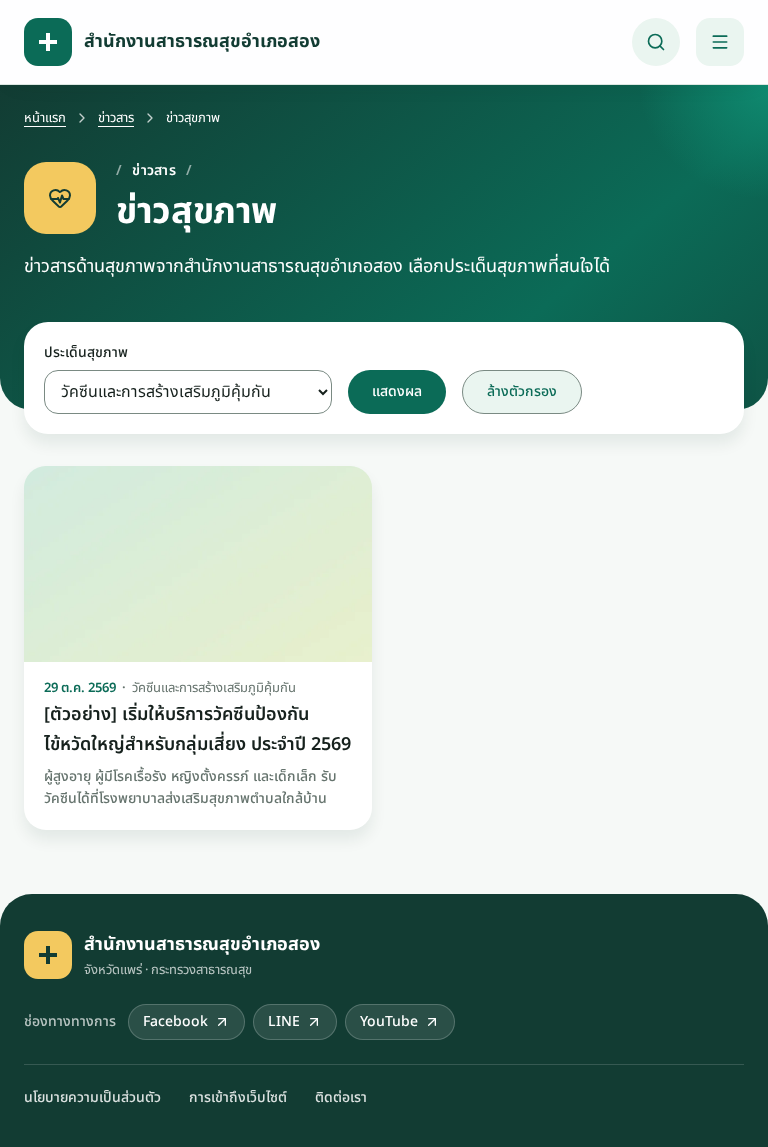 สำนักงานสาธารณสุขอำเภอสอง
หน้าแรก > ข่าวสาร > ข่าวสุขภาพ
/ ข่าวสาร /
ข่าวสุขภาพ
ข่าวสารด้านสุขภาพจากสำนักงานสาธารณสุขอำเภอสอง เลือกประเด็นสุขภาพที่สนใจได้
ประเด็นสุขภาพ
วัคซีนและการสร้างเสริมภูมิคุ้มกัน แสดงผล ล้างตัวกรอง
29 ต.ค. 2569 · วัคซีนและการสร้างเสริมภูมิคุ้มกัน
[ตัวอย่าง] เริ่มให้บริการวัคซีนป้องกัน
ไข้หวัดใหญ่สำหรับกลุ่มเสี่ยง ประจำปี 2569
ผู้สูงอายุ ผู้มีโรคเรื้อรัง หญิงตั้งครรภ์ และเด็กเล็ก รับ
วัคซีนได้ที่โรงพยาบาลส่งเสริมสุขภาพตำบลใกล้บ้าน
สำนักงานสาธารณสุขอำเภอสอง
จังหวัดแพร่ · กระทรวงสาธารณสุข
ช่องทางทางการ Facebook LINE YouTube
นโยบายความเป็นส่วนตัว การเข้าถึงเว็บไซต์ ติดต่อเรา